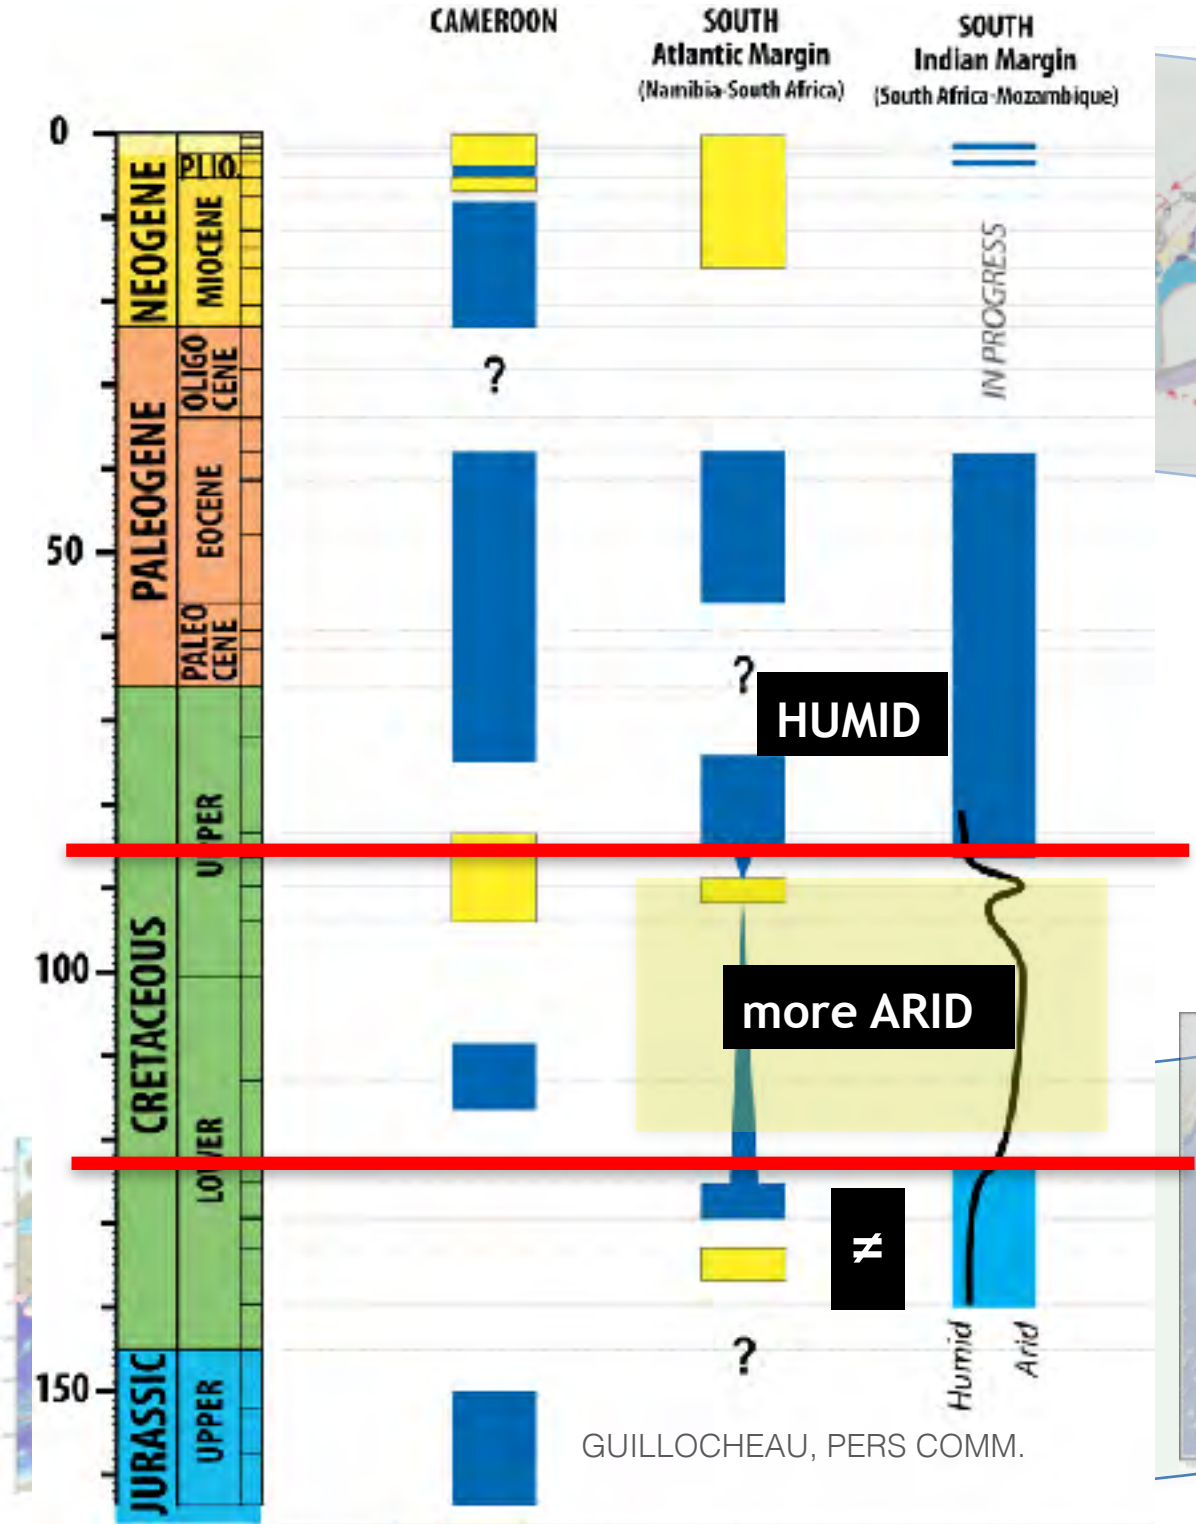 CAMEROON
SOUTH
Atlantic Margin
(Namibia-South Africa)
SOUTH
Indian Margin
(South Africa-Mozambique)
0
50
100
150
NEOGENE
PALEOGENE
CRETACEOUS
JURASSIC
PLIO.
MIOCENE
OLIGO
CENE
EOCENE
PALEO
CENE
UPPER
LOWER
UPPER
?
?
?
IN PROGRESS
HUMID
more ARID
≠
Humid
Arid
GUILLOCHEAU, PERS COMM.